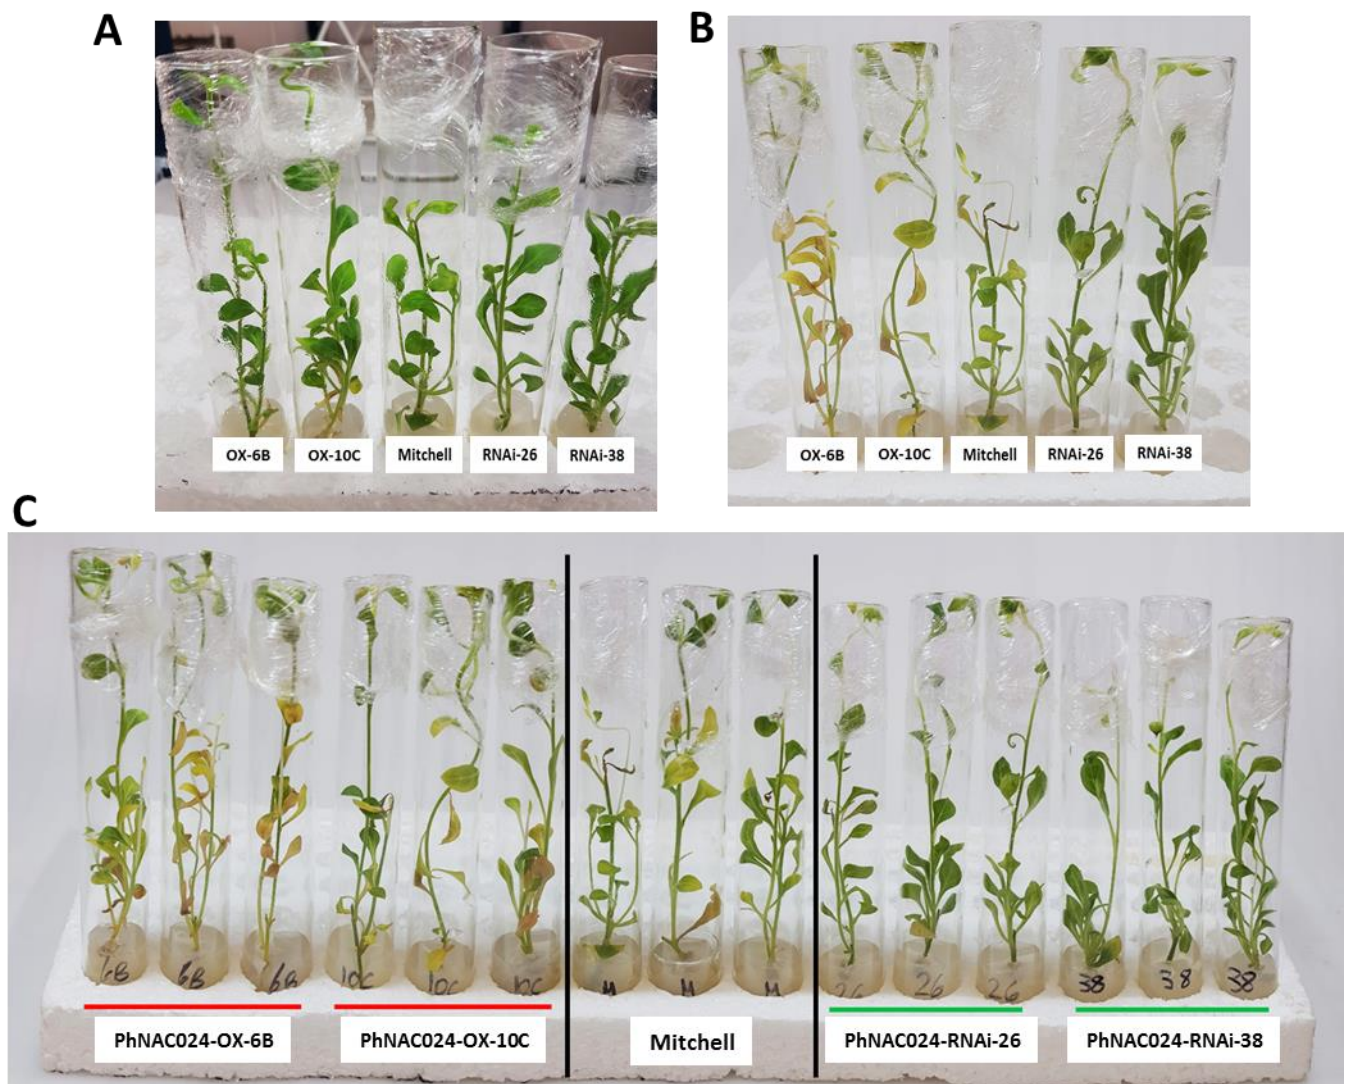 A
B
OX-6B
OX-10C
Mitchell
RNAi-26
RNAi-38
OX-6B
OX-10C
Mitchell
RNAi-26
RNAi-38
C
6B
6B
6B
10C
10C
10C
M
M
M
26
26
26
38
38
38
PhNAC024-OX-6B
PhNAC024-OX-10C
Mitchell
PhNAC024-RNAi-26
PhNAC024-RNAi-38